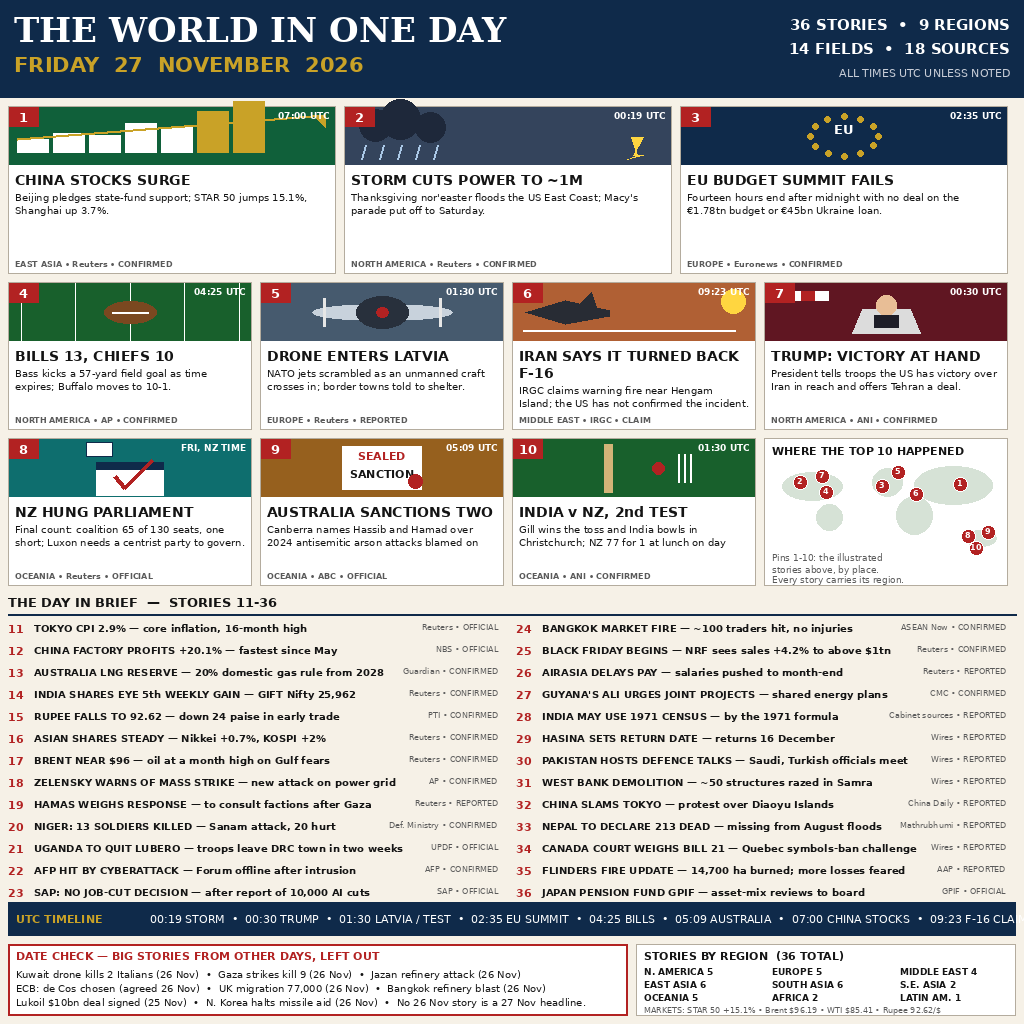 THE WORLD IN ONE DAY
FRIDAY 27 NOVEMBER 2026
36 STORIES • 9 REGIONS
14 FIELDS • 18 SOURCES
ALL TIMES UTC UNLESS NOTED
1
07:00 UTC
CHINA STOCKS SURGE
Beijing pledges state-fund support; STAR 50 jumps 15.1%,
Shanghai up 3.7%.
EAST ASIA • Reuters • CONFIRMED
2
00:19 UTC
STORM CUTS POWER TO ~1M
Thanksgiving nor'easter floods the US East Coast; Macy's
parade put off to Saturday.
NORTH AMERICA • Reuters • CONFIRMED
3
EU
02:35 UTC
EU BUDGET SUMMIT FAILS
Fourteen hours end after midnight with no deal on the
€1.78tn budget or €45bn Ukraine loan.
EUROPE • Euronews • CONFIRMED
4
04:25 UTC
BILLS 13, CHIEFS 10
Bass kicks a 57-yard field goal as time
expires; Buffalo moves to 10-1.
NORTH AMERICA • AP • CONFIRMED
5
01:30 UTC
DRONE ENTERS LATVIA
NATO jets scrambled as an unmanned craft
crosses in; border towns told to shelter.
EUROPE • Reuters • REPORTED
6
09:23 UTC
IRAN SAYS IT TURNED BACK
F-16
IRGC claims warning fire near Hengam
Island; the US has not confirmed the incident.
MIDDLE EAST • IRGC • CLAIM
7
00:30 UTC
TRUMP: VICTORY AT HAND
President tells troops the US has victory over
Iran in reach and offers Tehran a deal.
NORTH AMERICA • ANI • CONFIRMED
8
FRI, NZ TIME
NZ HUNG PARLIAMENT
Final count: coalition 65 of 130 seats, one
short; Luxon needs a centrist party to govern.
OCEANIA • Reuters • OFFICIAL
9
SEALED
SANCTION
05:09 UTC
AUSTRALIA SANCTIONS TWO
Canberra names Hassib and Hamad over
2024 antisemitic arson attacks blamed on
OCEANIA • ABC • OFFICIAL
10
01:30 UTC
INDIA v NZ, 2nd TEST
Gill wins the toss and India bowls in
Christchurch; NZ 77 for 1 at lunch on day
OCEANIA • ANI • CONFIRMED
WHERE THE TOP 10 HAPPENED
2
7
4
3
5
6
1
8
9
10
Pins 1-10: the illustrated
stories above, by place.
Every story carries its region.
THE DAY IN BRIEF — STORIES 11-36
11 TOKYO CPI 2.9% — core inflation, 16-month high Reuters • OFFICIAL
12 CHINA FACTORY PROFITS +20.1% — fastest since May NBS • OFFICIAL
13 AUSTRALIA LNG RESERVE — 20% domestic gas rule from 2028 Guardian • CONFIRMED
14 INDIA SHARES EYE 5th WEEKLY GAIN — GIFT Nifty 25,962 Reuters • CONFIRMED
15 RUPEE FALLS TO 92.62 — down 24 paise in early trade PTI • CONFIRMED
16 ASIAN SHARES STEADY — Nikkei +0.7%, KOSPI +2% Reuters • CONFIRMED
17 BRENT NEAR $96 — oil at a month high on Gulf fears Reuters • CONFIRMED
18 ZELENSKY WARNS OF MASS STRIKE — new attack on power grid AP • CONFIRMED
19 HAMAS WEIGHS RESPONSE — to consult factions after Gaza Reuters • REPORTED
20 NIGER: 13 SOLDIERS KILLED — Sanam attack, 20 hurt Def. Ministry • CONFIRMED
21 UGANDA TO QUIT LUBERO — troops leave DRC town in two weeks UPDF • OFFICIAL
22 AFP HIT BY CYBERATTACK — Forum offline after intrusion AFP • CONFIRMED
23 SAP: NO JOB-CUT DECISION — after report of 10,000 AI cuts SAP • OFFICIAL
24 BANGKOK MARKET FIRE — ~100 traders hit, no injuries ASEAN Now • CONFIRMED
25 BLACK FRIDAY BEGINS — NRF sees sales +4.2% to above $1tn Reuters • CONFIRMED
26 AIRASIA DELAYS PAY — salaries pushed to month-end Reuters • REPORTED
27 GUYANA'S ALI URGES JOINT PROJECTS — shared energy plans CMC • CONFIRMED
28 INDIA MAY USE 1971 CENSUS — by the 1971 formula Cabinet sources • REPORTED
29 HASINA SETS RETURN DATE — returns 16 December Wires • REPORTED
30 PAKISTAN HOSTS DEFENCE TALKS — Saudi, Turkish officials meet Wires • REPORTED
31 WEST BANK DEMOLITION — ~50 structures razed in Samra Wires • REPORTED
32 CHINA SLAMS TOKYO — protest over Diaoyu Islands China Daily • REPORTED
33 NEPAL TO DECLARE 213 DEAD — missing from August floods Mathrubhumi • REPORTED
34 CANADA COURT WEIGHS BILL 21 — Quebec symbols-ban challenge Wires • REPORTED
35 FLINDERS FIRE UPDATE — 14,700 ha burned; more losses feared AAP • REPORTED
36 JAPAN PENSION FUND GPIF — asset-mix reviews to board GPIF • OFFICIAL
UTC TIMELINE 00:19 STORM • 00:30 TRUMP • 01:30 LATVIA / TEST • 02:35 EU SUMMIT • 04:25 BILLS • 05:09 AUSTRALIA • 07:00 CHINA STOCKS • 09:23 F-16 CLA
DATE CHECK — BIG STORIES FROM OTHER DAYS, LEFT OUT
Kuwait drone kills 2 Italians (26 Nov) • Gaza strikes kill 9 (26 Nov) • Jazan refinery attack (26 Nov)
ECB: de Cos chosen (agreed 26 Nov) • UK migration 77,000 (26 Nov) • Bangkok refinery blast (26 Nov)
Lukoil $10bn deal signed (25 Nov) • N. Korea halts missile aid (26 Nov) • No 26 Nov story is a 27 Nov headline.
STORIES BY REGION (36 TOTAL)
N. AMERICA 5 EUROPE 5 MIDDLE EAST 4
EAST ASIA 6 SOUTH ASIA 6 S.E. ASIA 2
OCEANIA 5 AFRICA 2 LATIN AM. 1
MARKETS: STAR 50 +15.1% • Brent $96.19 • WTI $85.41 • Rupee 92.62/$